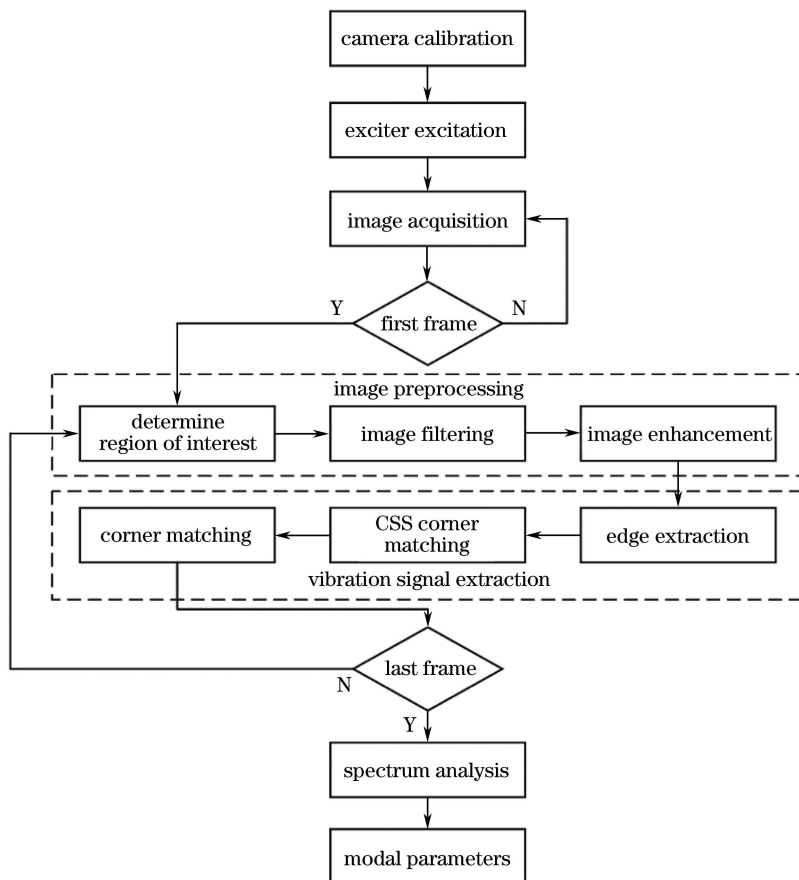 camera calibration
exciter excitation
image acquisition
Y
N
first frame
image preprocessing
determine
region of interest
image filtering
image enhancement
corner matching
CSS corner
matching
edge extraction
vibration signal extraction
last frame
N
Y
spectrum analysis
modal parameters